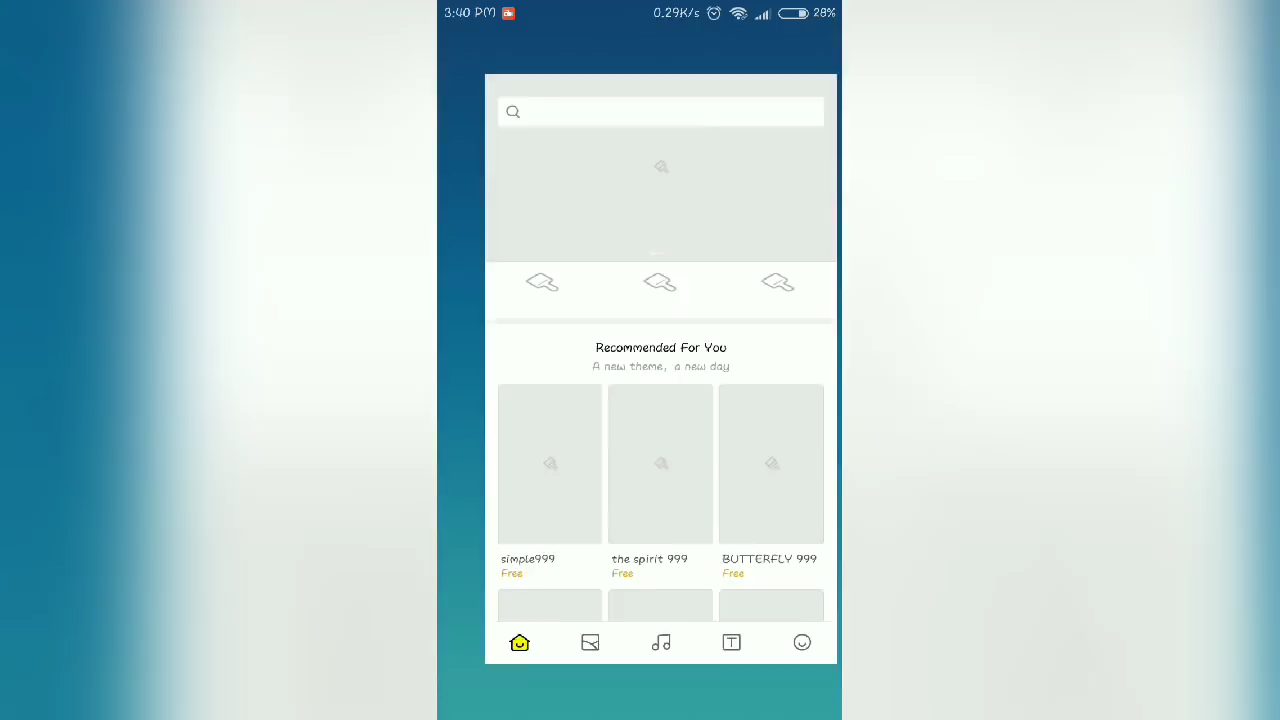 3:40 PM
0.29K/s 28%
Recommended For You
A new theme, a new day
simple999 the spirit 999 BUTTERFLY 999
Free Free Free